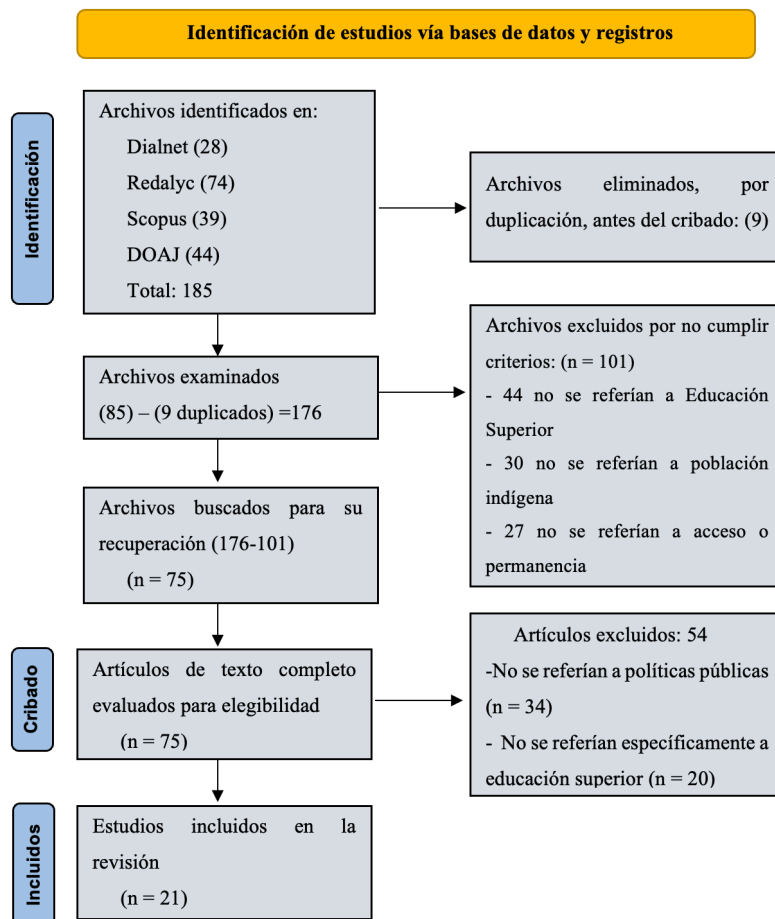 Identificación de estudios vía bases de datos y registros
Identificación
Archivos identificados en:
Dialnet (28)
Redalyc (74)
Scopus (39)
DOAJ (44)
Total: 185
Archivos eliminados, por
duplicación, antes del cribado: (9)
Archivos examinados
(85) – (9 duplicados) =176
Archivos excluidos por no cumplir
criterios: (n = 101)
- 44 no se referían a Educación
Superior
- 30 no se referían a población
indígena
- 27 no se referían a acceso o
permanencia
Archivos buscados para su
recuperación (176-101)
(n = 75)
Cribado
Artículos de texto completo
evaluados para elegibilidad
(n = 75)
Artículos excluidos: 54
-No se referían a políticas públicas
(n = 34)
- No se referían específicamente a
educación superior (n = 20)
Incluidos
Estudios incluidos en la
revisión
(n = 21)